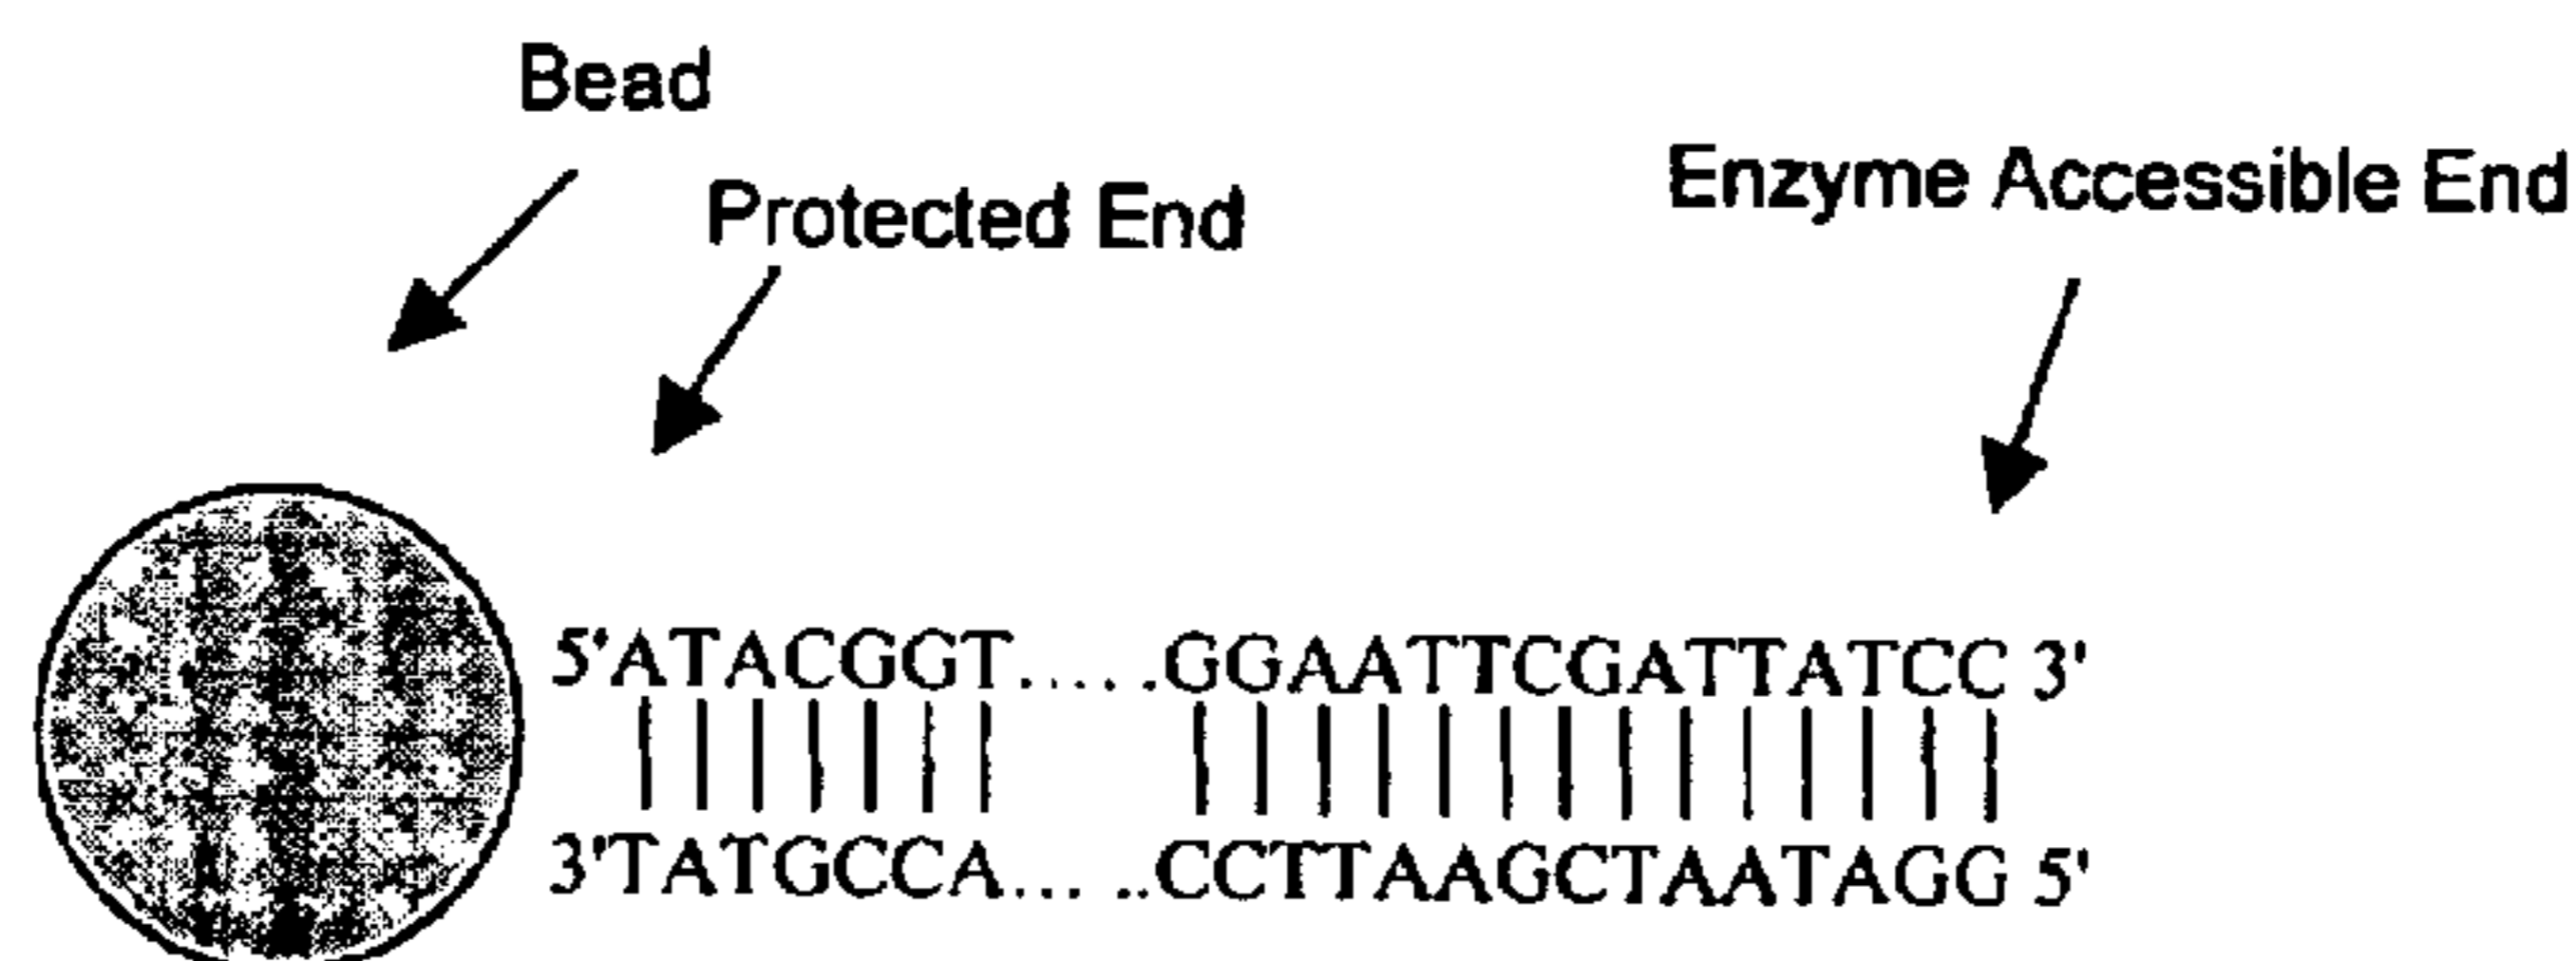 Bead
Protected End
Enzyme Accessible End
5'ATACGGT.....GGAATTCGATTATCC 3'
3'TATGCCA... ..CCTTAAGCTAATAGG 5'